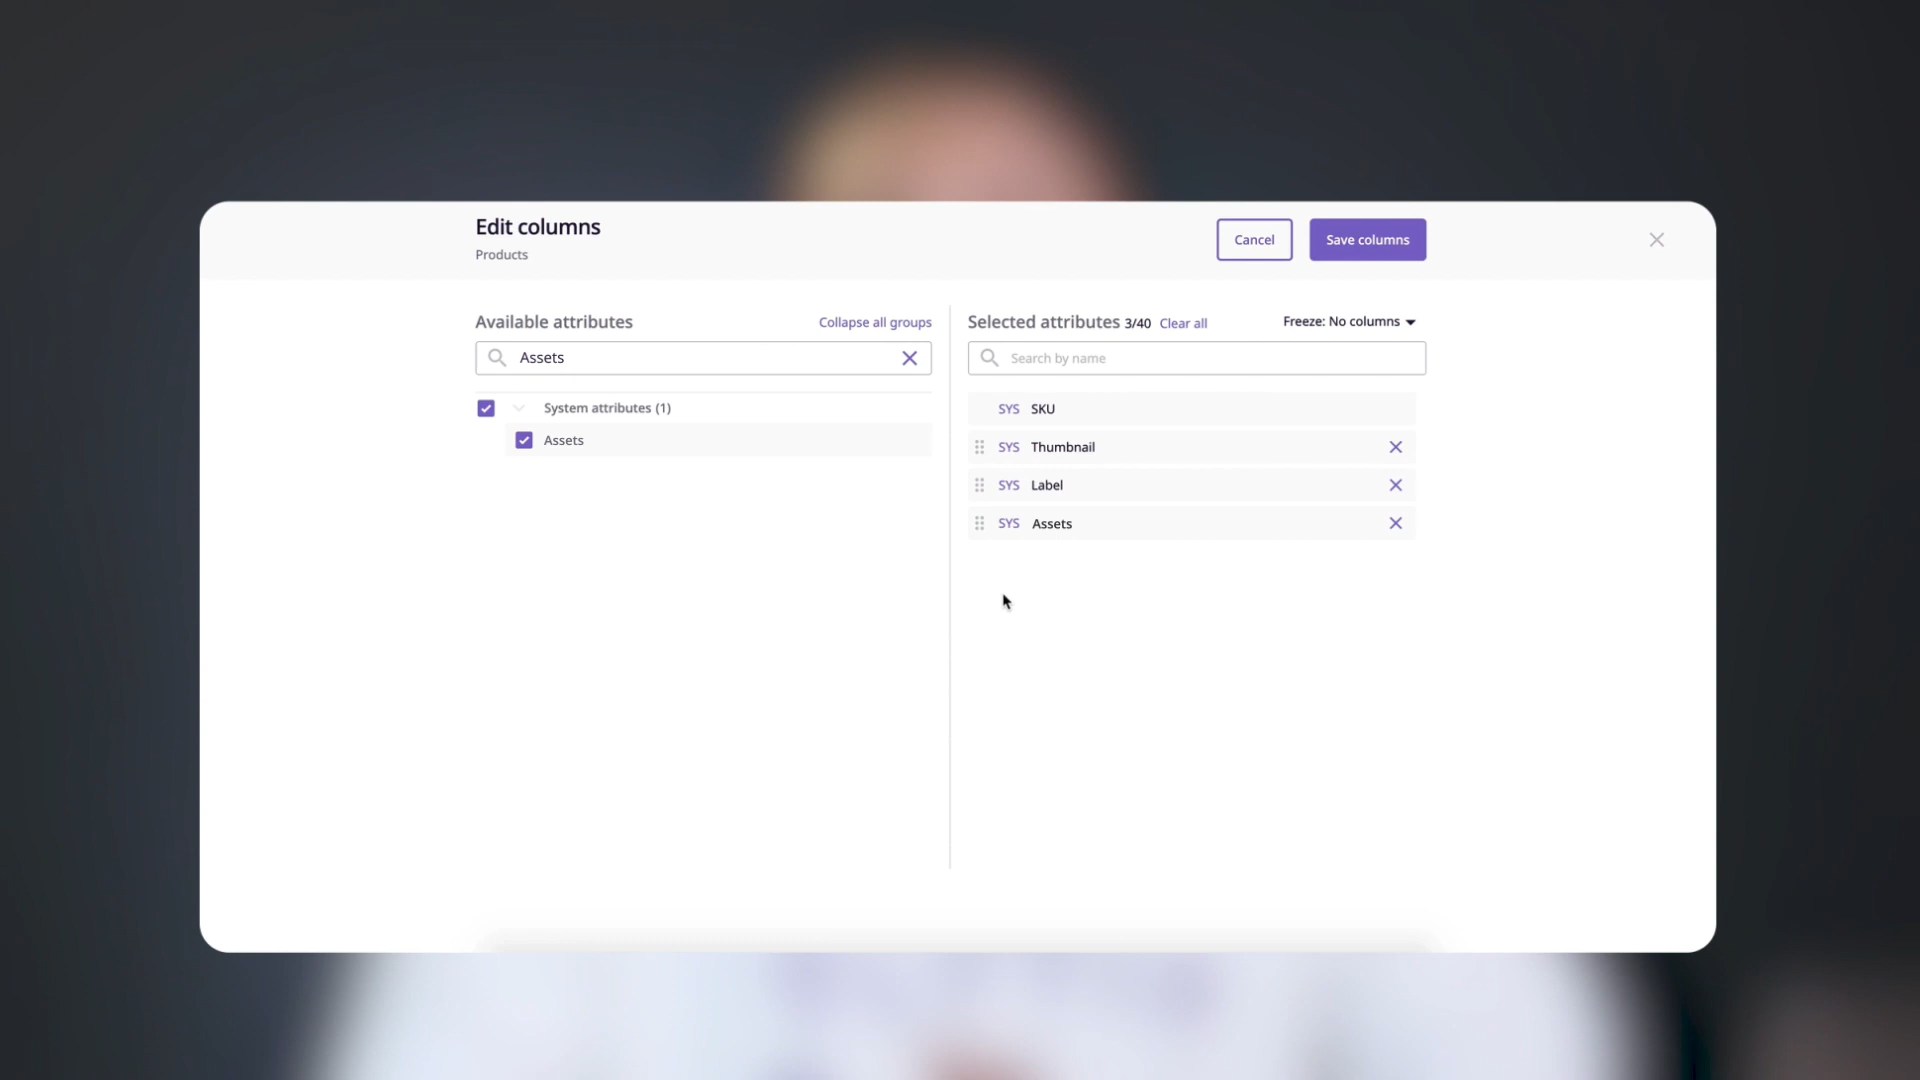 Edit columns
Products
Cancel
Save columns
Available attributes
Collapse all groups
Assets
System attributes (1)
Assets
Selected attributes 3/40 Clear all
Freeze: No columns
Search by name
SYS SKU
SYS Thumbnail
SYS Label
SYS Assets